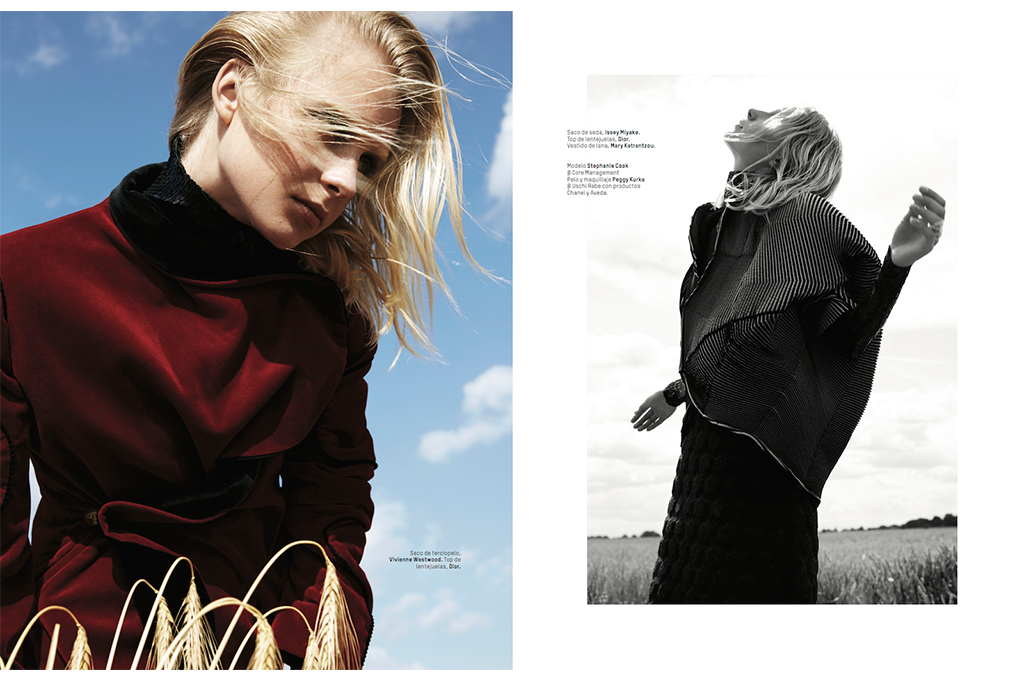 Saco de terciopelo,
Vivienne Westwood. Top de
lentejuelas, Dior.
Saco de seda, Issey Miyake.
Top de lentejuelas, Dior.
Vestido de lana, Mary Katrantzou.
Modelo Stephanie Cook
@ Core Management
Pelo y maquillaje Peggy Kurka
@ Uschi Rabe con productos
Chanel y Aveda.